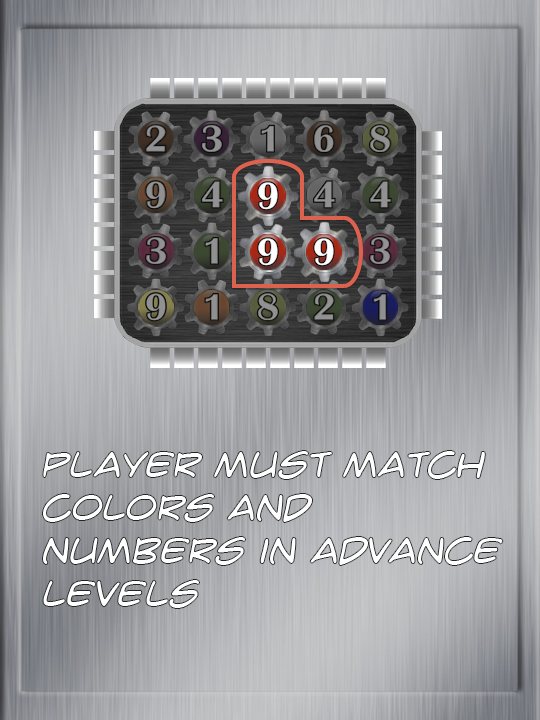 2 3 1 6 8
9 4 9 4 4
3 1 9 9 3
9 1 8 2 1
PLAYER MUST MATCH
COLORS AND
NUMBERS IN ADVANCE
LEVELS